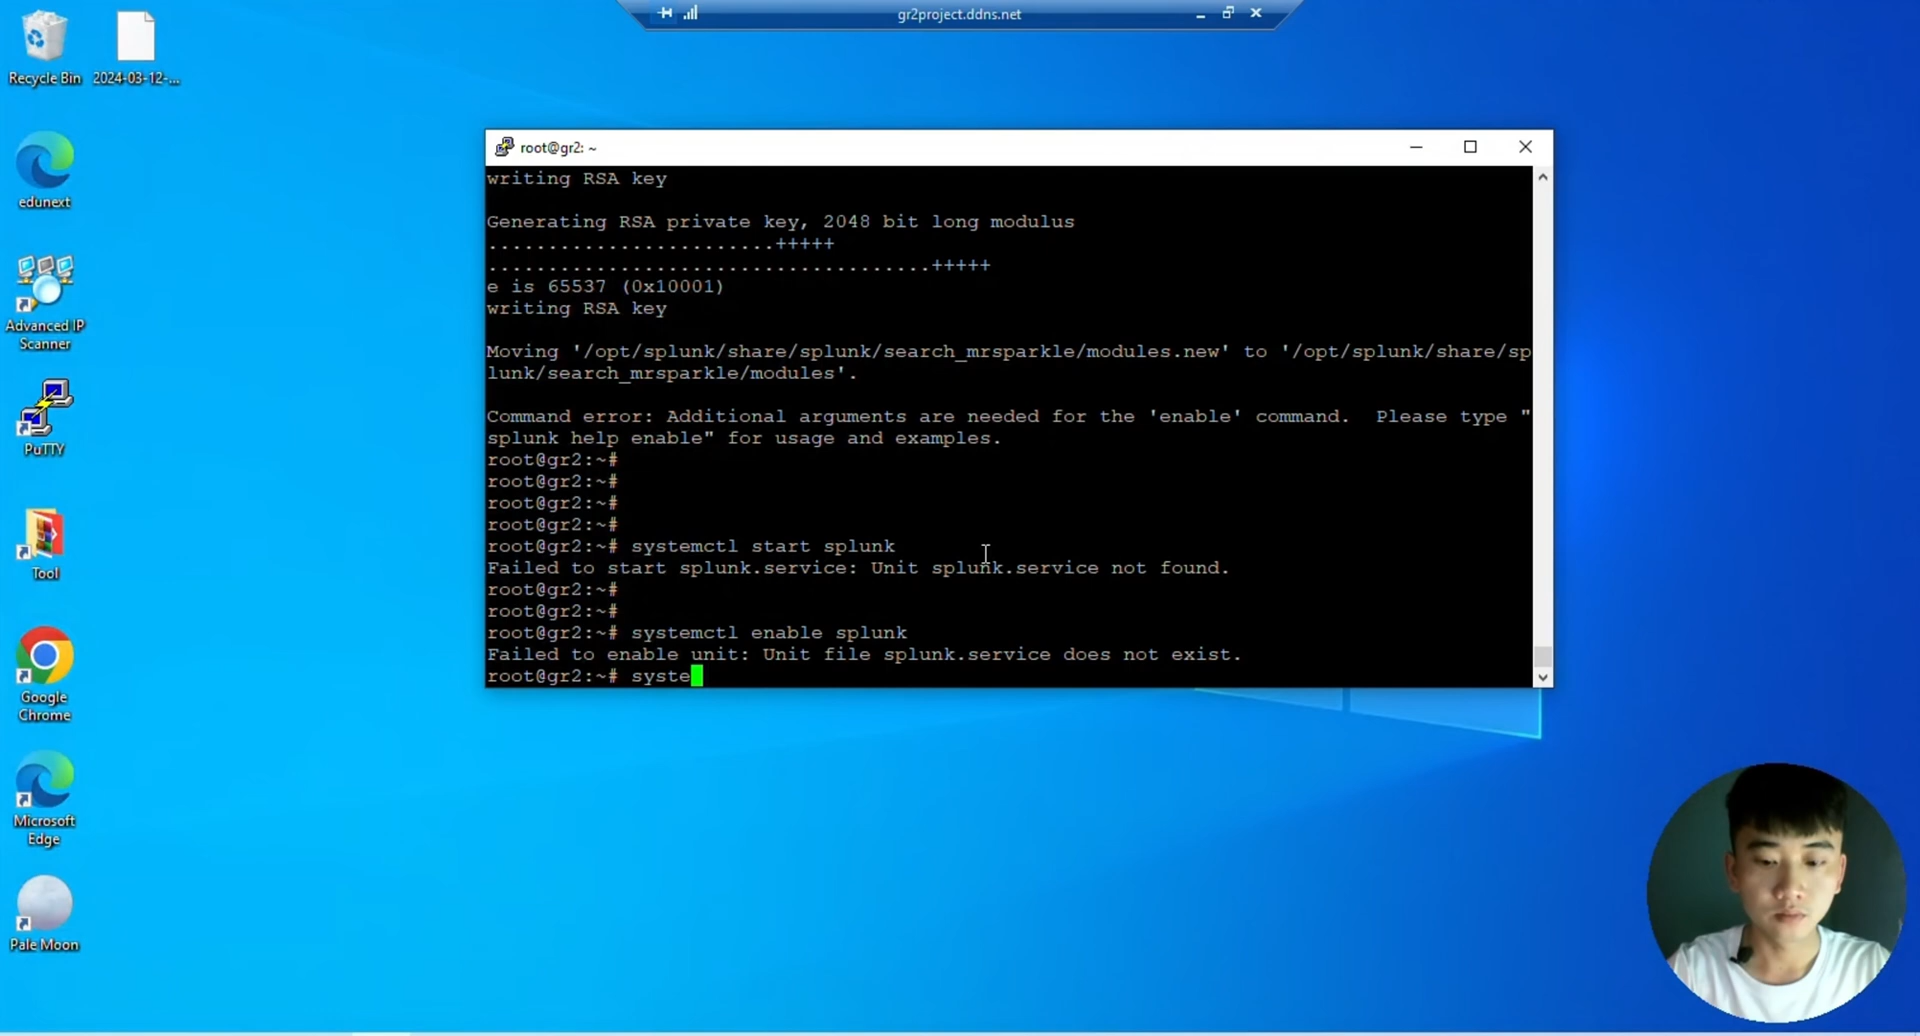 gr2project.ddns.net
Recycle Bin
2024-03-12-...
edunext
Advanced IP
Scanner
PuTTY
Tool
Google
Chrome
Microsoft
Edge
Pale Moon
root@gr2: ~
writing RSA key
Generating RSA private key, 2048 bit long modulus
........................+++++
.....................................+++++
e is 65537 (0x10001)
writing RSA key
Moving '/opt/splunk/share/splunk/search_mrsparkle/modules.new' to '/opt/splunk/share/sp
lunk/search_mrsparkle/modules'.
Command error: Additional arguments are needed for the 'enable' command.  Please type "
splunk help enable" for usage and examples.
root@gr2:~#
root@gr2:~#
root@gr2:~#
root@gr2:~#
root@gr2:~# systemctl start splunk
Failed to start splunk.service: Unit splunk.service not found.
root@gr2:~#
root@gr2:~#
root@gr2:~# systemctl enable splunk
Failed to enable unit: Unit file splunk.service does not exist.
root@gr2:~# syste